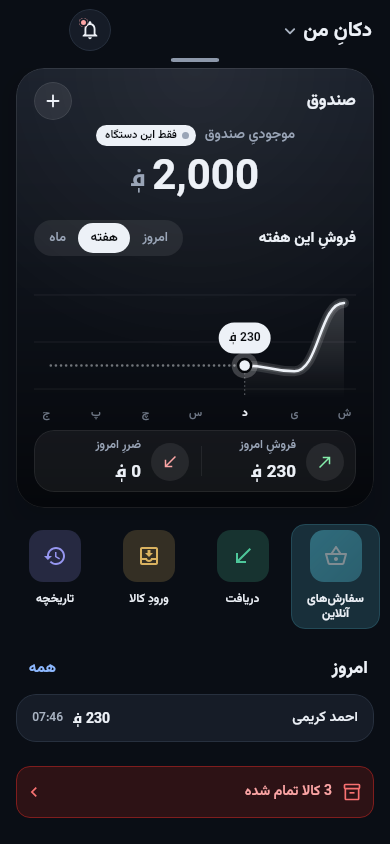 دکانِ من
صندوق
موجودیِ صندوق
فقط این دستگاه
2,000 ؋
فروشِ این هفته
امروز
هفته
ماه
230 ؋
ش ی د س چ پ ج
فروشِ امروز
230 ؋
ضررِ امروز
0 ؋
سفارش‌های
آنلاین
دریافت
ورودِ کالا
تاریخچه
امروز
همه
احمد کریمی
230 ؋
07:46
3 کالا تمام شده